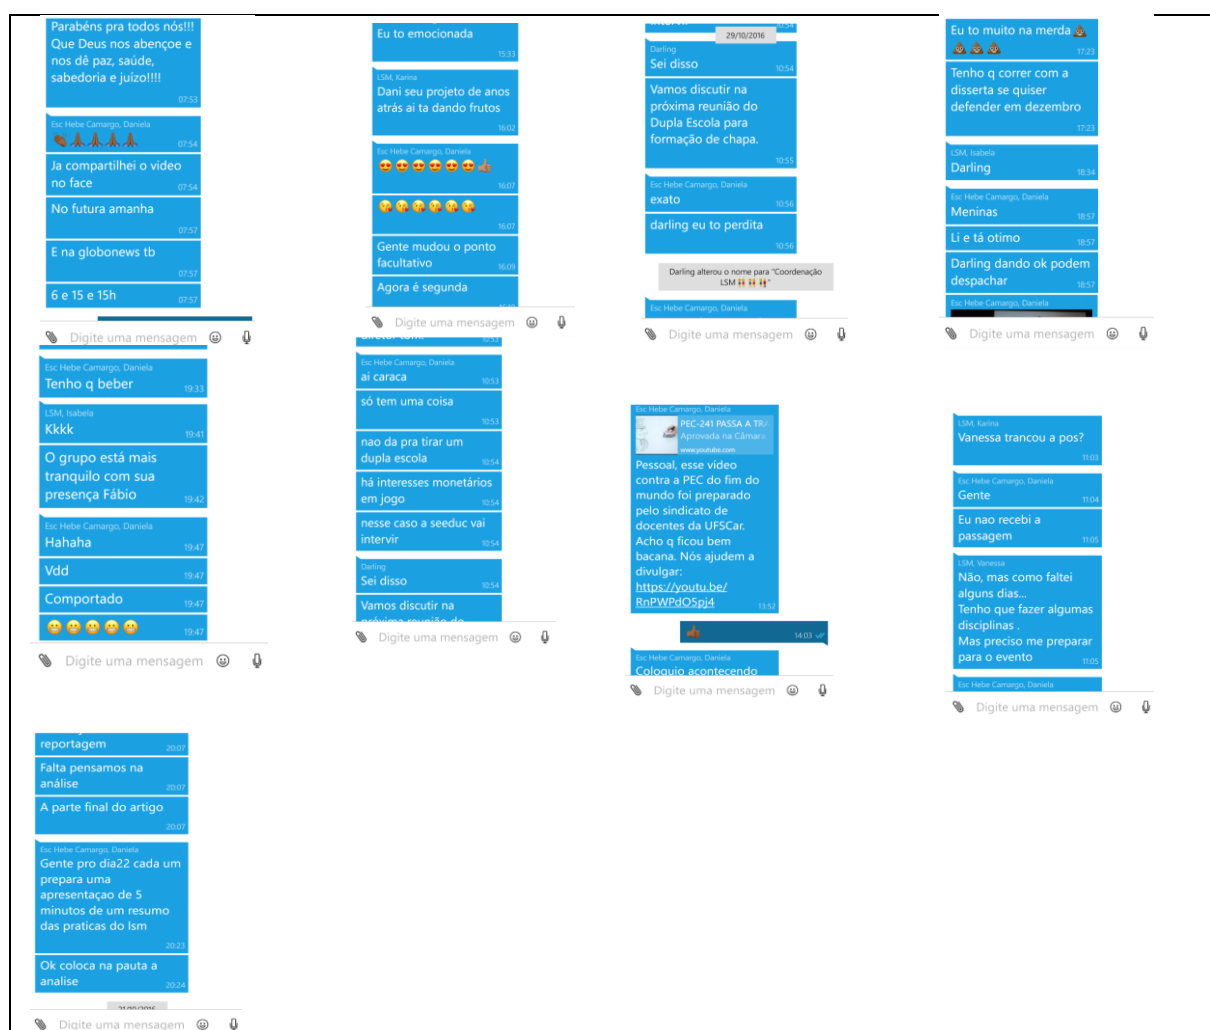 Parabéns pra todos nós!!!
Que Deus nos abençoe e
nos dê paz, saúde,
sabedoria e juízo!!!!
07:53
Esc Hebe Camargo, Daniela
07:54
Ja compartilhei o video
no face
07:54
No futura amanha
07:57
E na globonews tb
07:57
6 e 15 e 15h
07:57
Digite uma mensagem
Eu to emocionada
15:33
LSM, Karina
Dani seu projeto de anos
atrás ai ta dando frutos
16:02
Esc Hebe Camargo, Daniela
16:07
16:07
Gente mudou o ponto
facultativo
16:09
Agora é segunda
Digite uma mensagem
29/10/2016
Darling
Sei disso
10:54
Vamos discutir na
próxima reunião do
Dupla Escola para
formação de chapa.
10:55
Esc Hebe Camargo, Daniela
exato
10:56
darling eu to perdita
10:56
Darling alterou o nome para "Coordenação
LSM"
Esc Hebe Camargo, Daniela
Digite uma mensagem
Eu to muito na merda
17:23
Tenho q correr com a
disserta se quiser
defender em dezembro
17:23
LSM, Isabela
Darling
18:34
Esc Hebe Camargo, Daniela
Meninas
18:57
Li e tá otimo
18:57
Darling dando ok podem
despachar
18:57
Esc Hebe Camargo, Daniela
Digite uma mensagem
Esc Hebe Camargo, Daniela
Tenho q beber
19:33
LSM, Isabela
Kkkk
19:41
O grupo está mais
tranquilo com sua
presença Fábio
19:42
Esc Hebe Camargo, Daniela
Hahaha
19:47
Vdd
19:47
Comportado
19:47
19:47
Digite uma mensagem
10:53
Esc Hebe Camargo, Daniela
ai caraca
10:53
só tem uma coisa
10:53
nao da pra tirar um
dupla escola
10:54
há interesses monetários
em jogo
10:54
nesse caso a seeduc vai
intervir
10:54
Darling
Sei disso
10:54
Vamos discutir na
próxima reunião do
Digite uma mensagem
Esc Hebe Camargo, Daniela
PEC-241 PASSA A TRA
Aprovada na Câmara,
www.youtube.com
Pessoal, esse vídeo
contra a PEC do fim do
mundo foi preparado
pelo sindicato de
docentes da UFSCar.
Acho q ficou bem
bacana. Nós ajudem a
divulgar:
https://youtu.be/
RnPWPdO5pj4
13:52
14:03
Esc Hebe Camargo, Daniela
Coloquio acontecendo
Digite uma mensagem
LSM, Karina
Vanessa trancou a pos?
11:03
Esc Hebe Camargo, Daniela
Gente
11:04
Eu nao recebi a
passagem
11:05
LSM, Vanessa
Não, mas como faltei
alguns dias...
Tenho que fazer algumas
disciplinas .
Mas preciso me preparar
para o evento
11:05
Esc Hebe Camargo, Daniela
Digite uma mensagem
reportagem
20:07
Falta pensamos na
análise
20:07
A parte final do artigo
20:07
Esc Hebe Camargo, Daniela
Gente pro dia22 cada um
prepara uma
apresentaçao de 5
minutos de um resumo
das praticas do lsm
20:23
Ok coloca na pauta a
analise
20:24
Digite uma mensagem